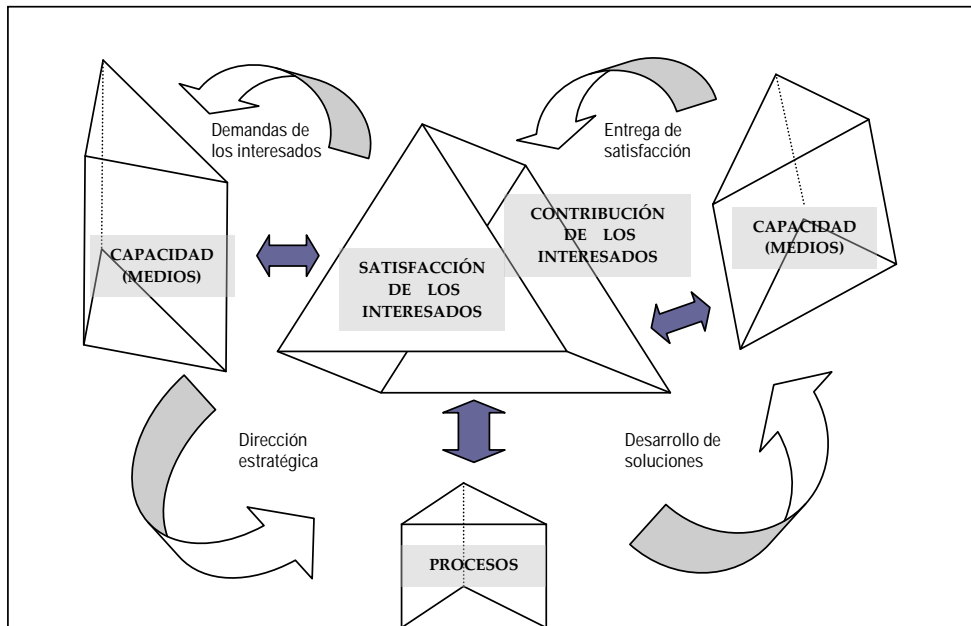 Demandas de
los interesados
Entrega de
satisfacción
CAPACIDAD
(MEDIOS)
SATISFACCIÓN
DE LOS
INTERESADOS
CONTRIBUCIÓN
DE LOS
INTERESADOS
CAPACIDAD
(MEDIOS)
Dirección
estratégica
Desarrollo de
soluciones
PROCESOS